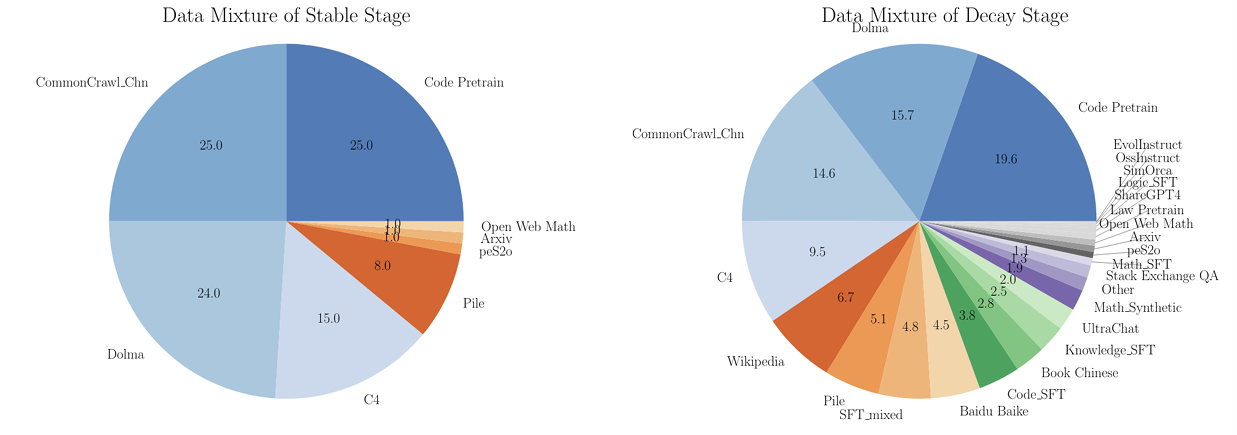 Data Mixture of Stable Stage
Code Pretrain
25.0
CommonCrawl_Chn
25.0
Dolma
24.0
C4
15.0
Pile
8.0
peS2o
1.0
Arxiv
1.0
Open Web Math
1.0
Data Mixture of Decay Stage
Code Pretrain
19.6
Dolma
15.7
CommonCrawl_Chn
14.6
C4
9.5
Wikipedia
6.7
Pile
5.1
SFT_mixed
4.8
Baidu Baike
4.5
Code_SFT
3.8
Book Chinese
2.8
Knowledge_SFT
2.5
UltraChat
2.0
Math_Synthetic
1.9
Other
1.3
Stack Exchange QA
1.1
Math_SFT
peS2o
Arxiv
Open Web Math
Law Pretrain
ShareGPT4
Logic_SFT
SimOrca
OssInstruct
EvolInstruct